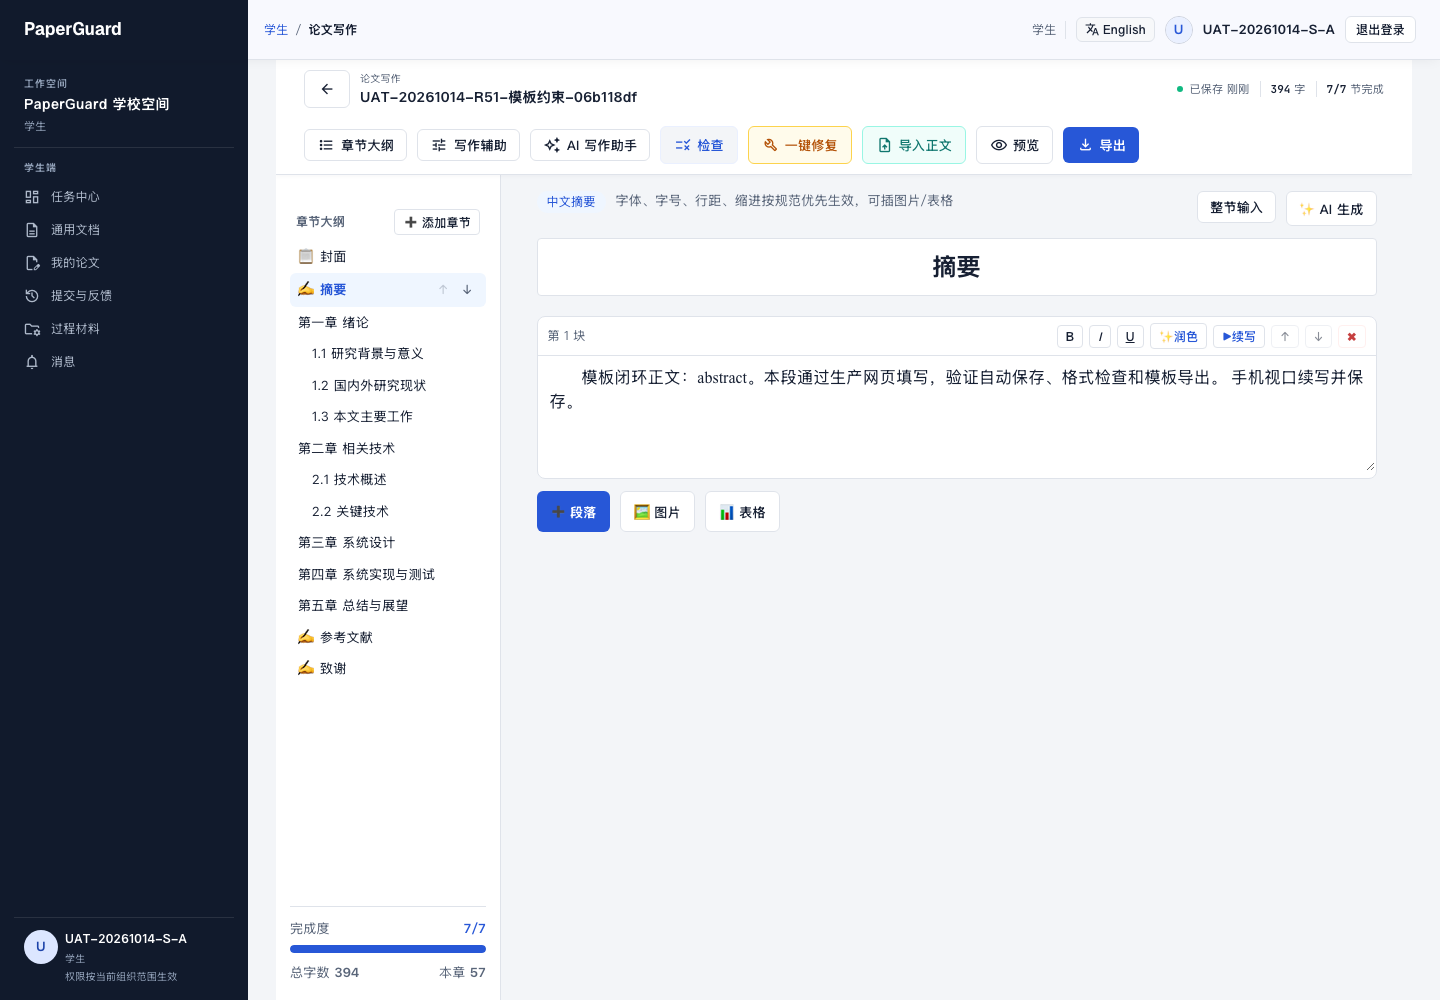 PaperGuard
工作空间
PaperGuard 学校空间
学生
学生端
任务中心
通用文档
我的论文
提交与反馈
过程材料
消息
U
UAT-20261014-S-A
学生
权限按当前组织范围生效
学生 / 论文写作
学生
English
U
UAT-20261014-S-A
退出登录
论文写作
UAT-20261014-R51-模板约束-06b118df
已保存 刚刚
394 字
7/7 节完成
章节大纲
写作辅助
AI 写作助手
检查
一键修复
导入正文
预览
导出
章节大纲
添加章节
封面
摘要
第一章 绪论
1.1 研究背景与意义
1.2 国内外研究现状
1.3 本文主要工作
第二章 相关技术
2.1 技术概述
2.2 关键技术
第三章 系统设计
第四章 系统实现与测试
第五章 总结与展望
参考文献
致谢
完成度 7/7
总字数 394 本章 57
中文摘要 字体、字号、行距、缩进按规范优先生效，可插图片/表格
整节输入
✨ AI 生成
摘要
第 1 块
B
I
U
✨润色
▶续写
↑
↓
✖
模板闭环正文：abstract。本段通过生产网页填写，验证自动保存、格式检查和模板导出。 手机视口续写并保
存。
段落
图片
表格